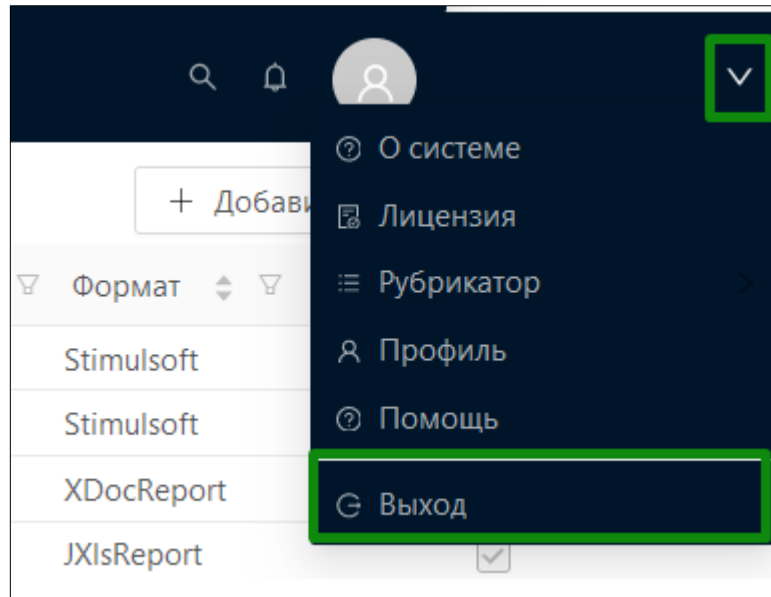 О системе
+ Добави
Лицензия
Формат
Рубрикатор
Stimulsoft
Профиль
Stimulsoft
Помощь
XDocReport
Выход
JXlsReport